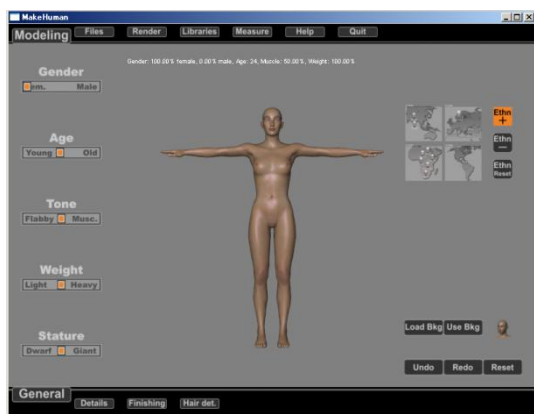 MakeHuman
Modeling Files Render Libraries Measure Help Quit
Gender: 100.00% female, 0.00% male, Age: 24, Muscle: 50.00%, Weight: 100.00%
Gender
em. Male
Age
Young Old
Tone
Flabby Musc.
Weight
Light Heavy
Stature
Dwarf Giant
Ethn
+
Ethn
−
Ethn
Reset
Load Bkg Use Bkg
Undo Redo Reset
General
Details Finishing Hair det.